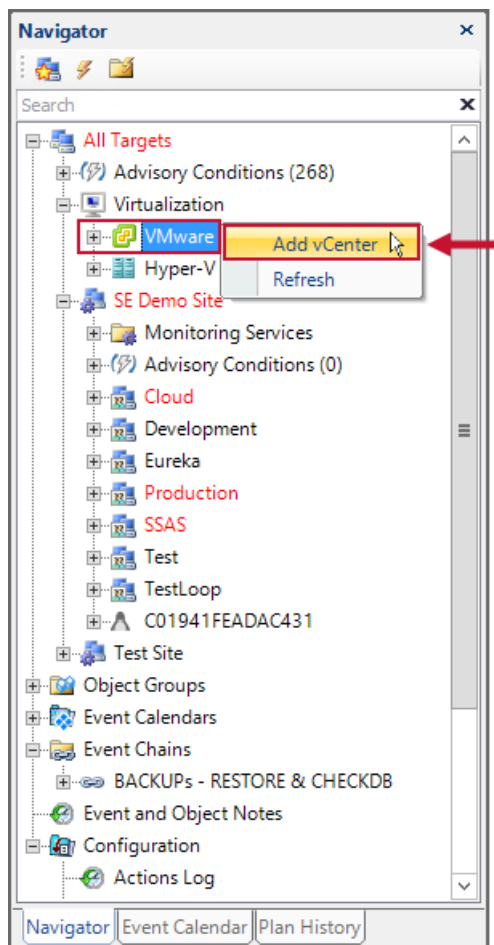 Navigator
Search
All Targets
Advisory Conditions (268)
Virtualization
VMware
Add vCenter
Hyper-V
Refresh
SE Demo Site
Monitoring Services
Advisory Conditions (0)
Cloud
Development
Eureka
Production
SSAS
Test
TestLoop
C01941FEADAC431
Test Site
Object Groups
Event Calendars
Event Chains
BACKUPs - RESTORE & CHECKDB
Event and Object Notes
Configuration
Actions Log
Navigator Event Calendar Plan History